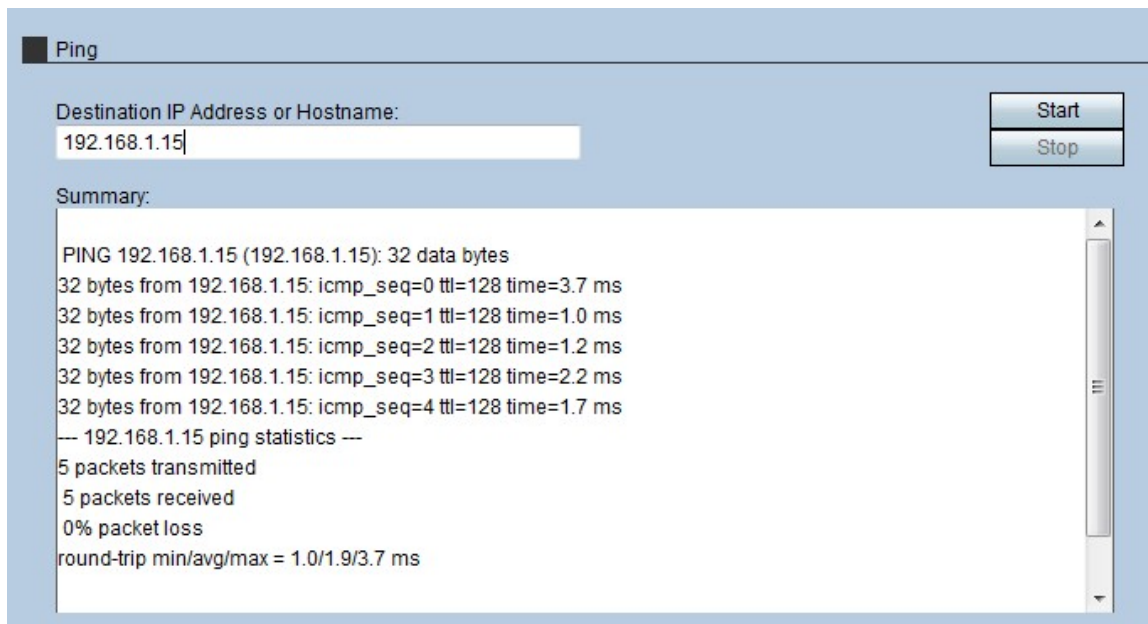 Ping
Destination IP Address or Hostname:
Start
192.168.1.15
Stop
Summary:
PING 192.168.1.15 (192.168.1.15): 32 data bytes
32 bytes from 192.168.1.15: icmp_seq=0 ttl=128 time=3.7 ms
32 bytes from 192.168.1.15: icmp_seq=1 ttl=128 time=1.0 ms
32 bytes from 192.168.1.15: icmp_seq=2 ttl=128 time=1.2 ms
32 bytes from 192.168.1.15: icmp_seq=3 ttl=128 time=2.2 ms
32 bytes from 192.168.1.15: icmp_seq=4 ttl=128 time=1.7 ms
--- 192.168.1.15 ping statistics ---
5 packets transmitted
5 packets received
0% packet loss
round-trip min/avg/max = 1.0/1.9/3.7 ms